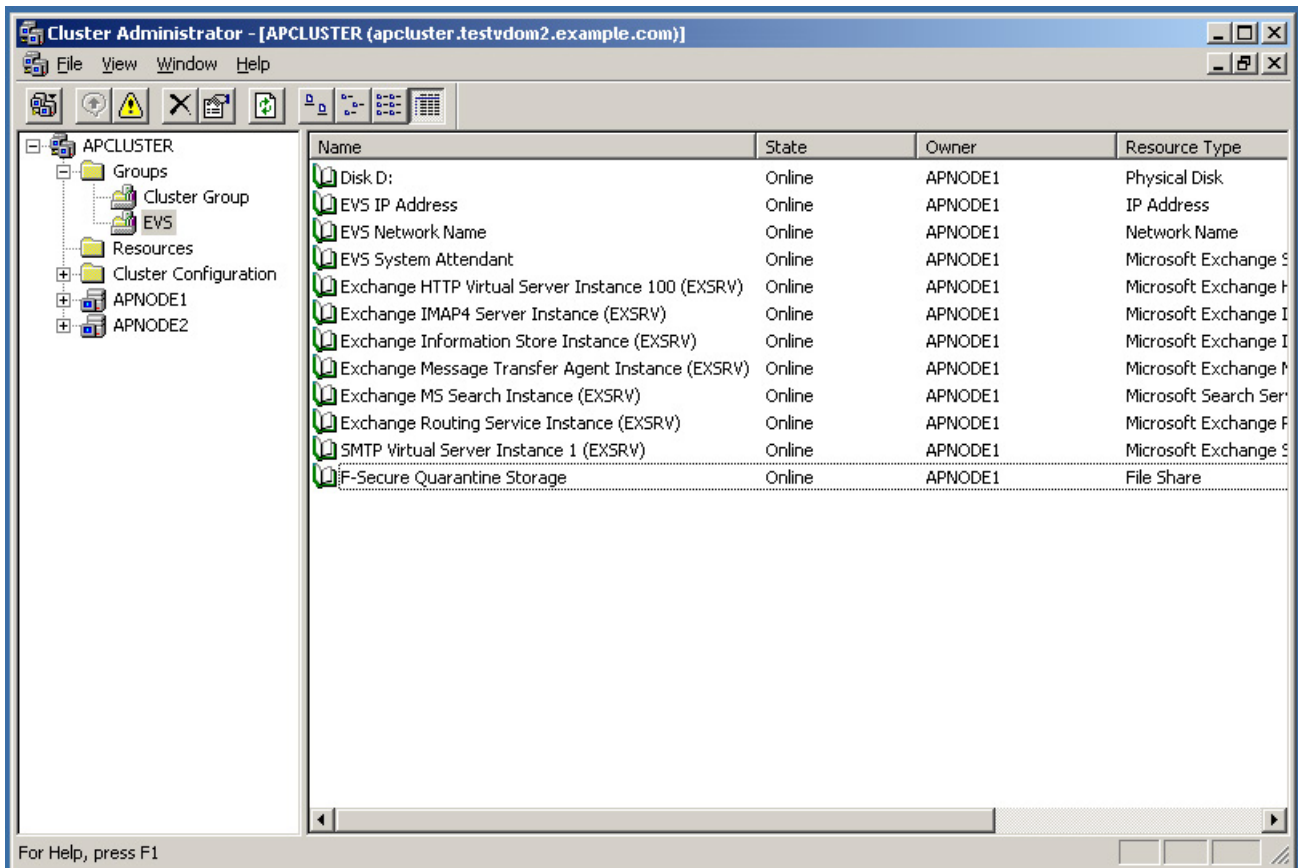 Cluster Administrator - [APCLUSTER (apcluster.testvdom2.example.com)]
File View Window Help
APCLUSTER
Groups
Cluster Group
EVS
Resources
Cluster Configuration
APNODE1
APNODE2
Name State Owner Resource Type
Disk D: Online APNODE1 Physical Disk
EVS IP Address Online APNODE1 IP Address
EVS Network Name Online APNODE1 Network Name
EVS System Attendant Online APNODE1 Microsoft Exchange S
Exchange HTTP Virtual Server Instance 100 (EXSRV) Online APNODE1 Microsoft Exchange H
Exchange IMAP4 Server Instance (EXSRV) Online APNODE1 Microsoft Exchange I
Exchange Information Store Instance (EXSRV) Online APNODE1 Microsoft Exchange I
Exchange Message Transfer Agent Instance (EXSRV) Online APNODE1 Microsoft Exchange M
Exchange MS Search Instance (EXSRV) Online APNODE1 Microsoft Search Ser
Exchange Routing Service Instance (EXSRV) Online APNODE1 Microsoft Exchange R
SMTP Virtual Server Instance 1 (EXSRV) Online APNODE1 Microsoft Exchange S
F-Secure Quarantine Storage Online APNODE1 File Share
For Help, press F1